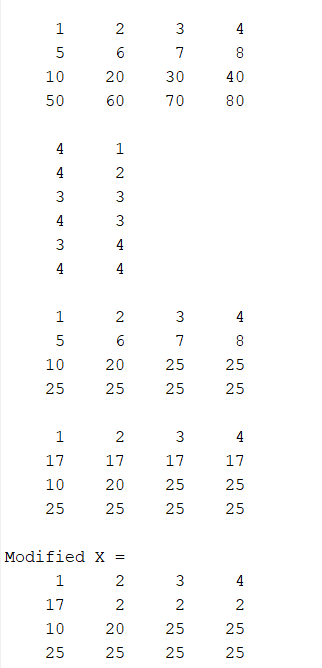 1 2 3 4
5 6 7 8
10 20 30 40
50 60 70 80
4 1
4 2
3 3
4 3
3 4
4 4
1 2 3 4
5 6 7 8
10 20 25 25
25 25 25 25
1 2 3 4
17 17 17 17
10 20 25 25
25 25 25 25
Modified X =
1 2 3 4
17 2 2 2
10 20 25 25
25 25 25 25